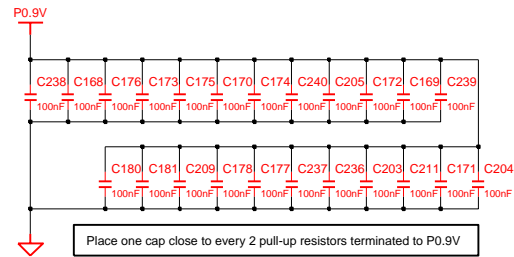 P0.9V
C238 C168 C176 C173 C175 C170 C174 C240 C205 C172 C169 C239
100nF 100nF 100nF 100nF 100nF 100nF 100nF 100nF 100nF 100nF 100nF 100nF
C180 C181 C209 C178 C177 C237 C236 C203 C211 C171 C204
100nF 100nF 100nF 100nF 100nF 100nF 100nF 100nF 100nF 100nF 100nF
Place one cap close to every 2 pull-up resistors terminated to P0.9V